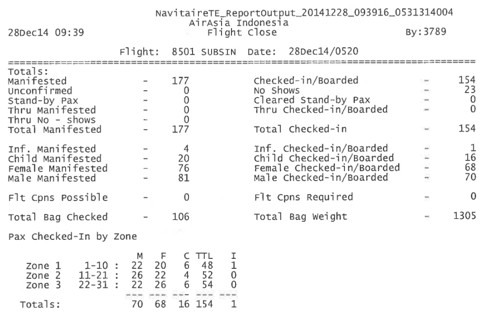 NavitaireTE_ReportOutput_20141228_093916_0531314004
AirAsia Indonesia
28Dec14 09:39 Flight Close By:3789
Flight: 8501 SUBSIN Date: 28Dec14/0520
Totals:
Manifested - 177 Checked-in/Boarded - 154
Unconfirmed - 0 No Shows - 23
Stand-by Pax - 0 Cleared Stand-by Pax - 0
Thru Manifested - 0 Thru Checked-in/Boarded - 0
Thru No - shows - 0
Total Manifested - 177 Total Checked-in - 154
Inf. Manifested - 4 Inf. Checked-in/Boarded - 1
Child Manifested - 20 Child Checked-in/Boarded - 16
Female Manifested - 76 Female Checked-in/Boarded - 68
Male Manifested - 81 Male Checked-in/Boarded - 70
Flt Cpns Possible - 0 Flt Cpns Required - 0
Total Bag Checked - 106 Total Bag Weight - 1305
Pax Checked-In by Zone
M F C TTL I
Zone 1 1-10 : 22 20 6 48 1
Zone 2 11-21 : 26 22 4 52 0
Zone 3 22-31 : 22 26 6 54 0
--- --- --- --- ---
Totals: 70 68 16 154 1